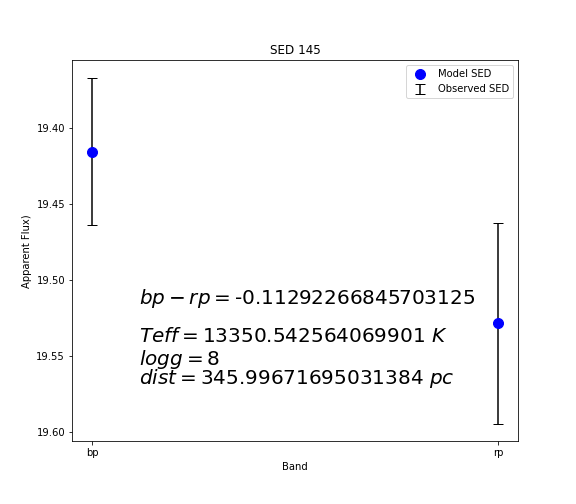 SED 145
Model SED
Observed SED
19.40
19.45
19.50
19.55
19.60
Apparent Flux)
bp − rp = -0.11292266845703125
Teff = 13350.542564069901 K
logg = 8
dist = 345.99671695031384 pc
bp
rp
Band